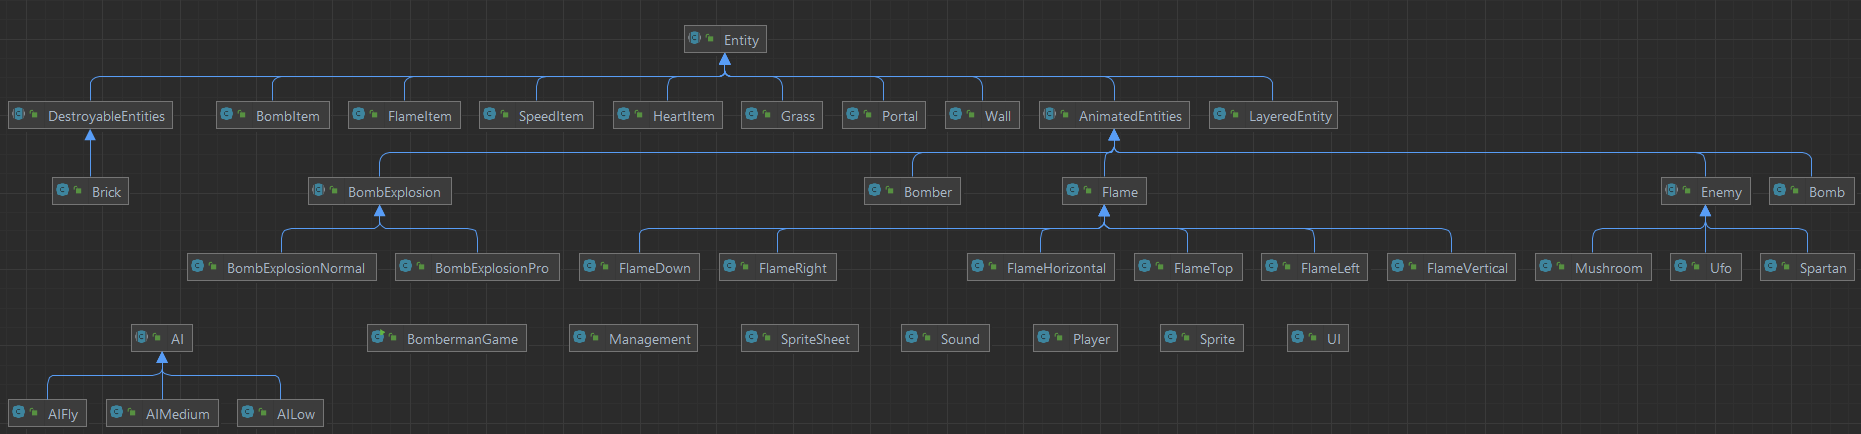 Entity
DestroyableEntities BombItem FlameItem SpeedItem HeartItem Grass Portal Wall AnimatedEntities LayeredEntity
Brick BombExplosion Bomber Flame Enemy Bomb
BombExplosionNormal BombExplosionPro FlameDown FlameRight FlameHorizontal FlameTop FlameLeft FlameVertical Mushroom Ufo Spartan
AI BombermanGame Management SpriteSheet Sound Player Sprite UI
AIFly AIMedium AILow